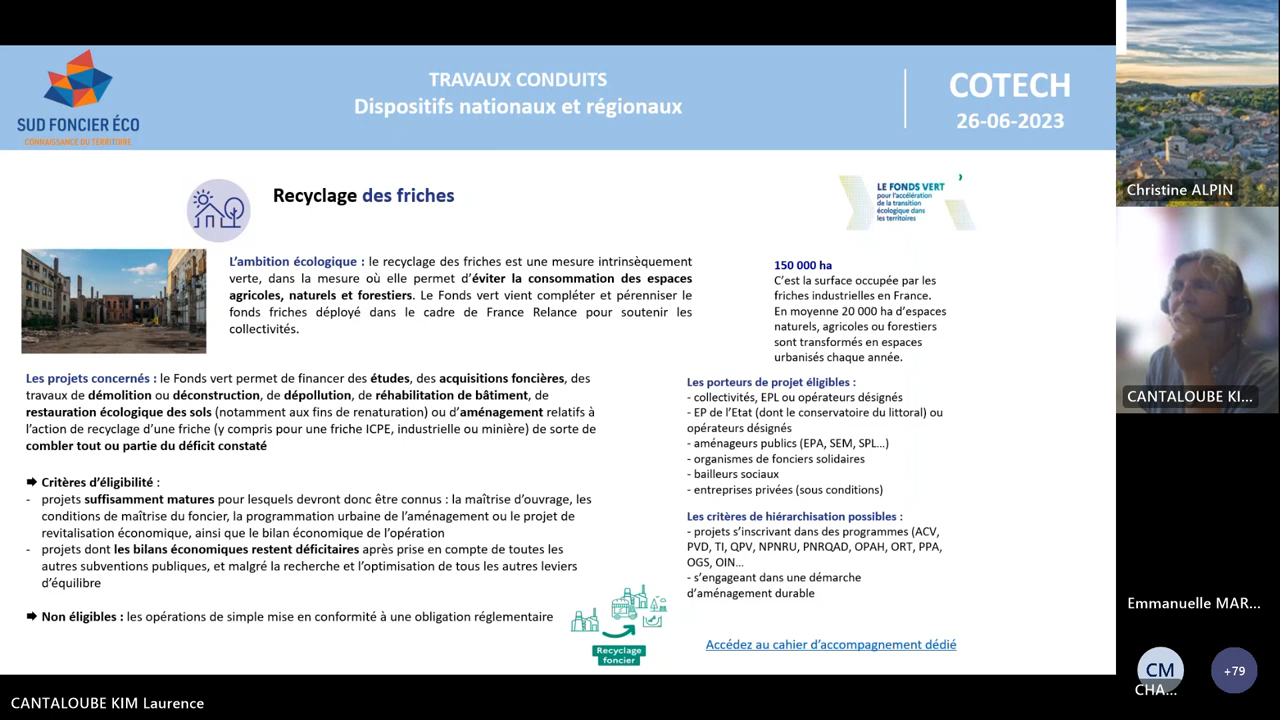 SUD FONCIER ÉCO
CONNAISSANCE DU TERRITOIRE
TRAVAUX CONDUITS
Dispositifs nationaux et régionaux
COTECH
26-06-2023
Recyclage des friches
LE FONDS VERT
pour l'accélération
de la transition
écologique dans
les territoires
L'ambition écologique : le recyclage des friches est une mesure intrinsèquement
verte, dans la mesure où elle permet d'éviter la consommation des espaces
agricoles, naturels et forestiers. Le Fonds vert vient compléter et pérenniser le
fonds friches déployé dans le cadre de France Relance pour soutenir les
collectivités.
150 000 ha
C'est la surface occupée par les
friches industrielles en France.
En moyenne 20 000 ha d'espaces
naturels, agricoles ou forestiers
sont transformés en espaces
urbanisés chaque année.
Les projets concernés : le Fonds vert permet de financer des études, des acquisitions foncières, des
travaux de démolition ou déconstruction, de dépollution, de réhabilitation de bâtiment, de
restauration écologique des sols (notamment aux fins de renaturation) ou d'aménagement relatifs à
l'action de recyclage d'une friche (y compris pour une friche ICPE, industrielle ou minière) de sorte de
combler tout ou partie du déficit constaté
➡ Critères d'éligibilité :
- projets suffisamment matures pour lesquels devront donc être connus : la maîtrise d'ouvrage, les
conditions de maîtrise du foncier, la programmation urbaine de l'aménagement ou le projet de
revitalisation économique, ainsi que le bilan économique de l'opération
- projets dont les bilans économiques restent déficitaires après prise en compte de toutes les
autres subventions publiques, et malgré la recherche et l'optimisation de tous les autres leviers
d'équilibre
➡ Non éligibles : les opérations de simple mise en conformité à une obligation réglementaire
Recyclage
foncier
Les porteurs de projet éligibles :
- collectivités, EPL ou opérateurs désignés
- EP de l'Etat (dont le conservatoire du littoral) ou
opérateurs désignés
- aménageurs publics (EPA, SEM, SPL…)
- organismes de fonciers solidaires
- bailleurs sociaux
- entreprises privées (sous conditions)
Les critères de hiérarchisation possibles :
- projets s'inscrivant dans des programmes (ACV,
PVD, TI, QPV, NPNRU, PNRQAD, OPAH, ORT, PPA,
OGS, OIN…
- s'engageant dans une démarche
d'aménagement durable
Accédez au cahier d'accompagnement dédié
Christine ALPIN
CANTALOUBE KI...
Emmanuelle MAR...
CM
CHA...
+79
CANTALOUBE KIM Laurence